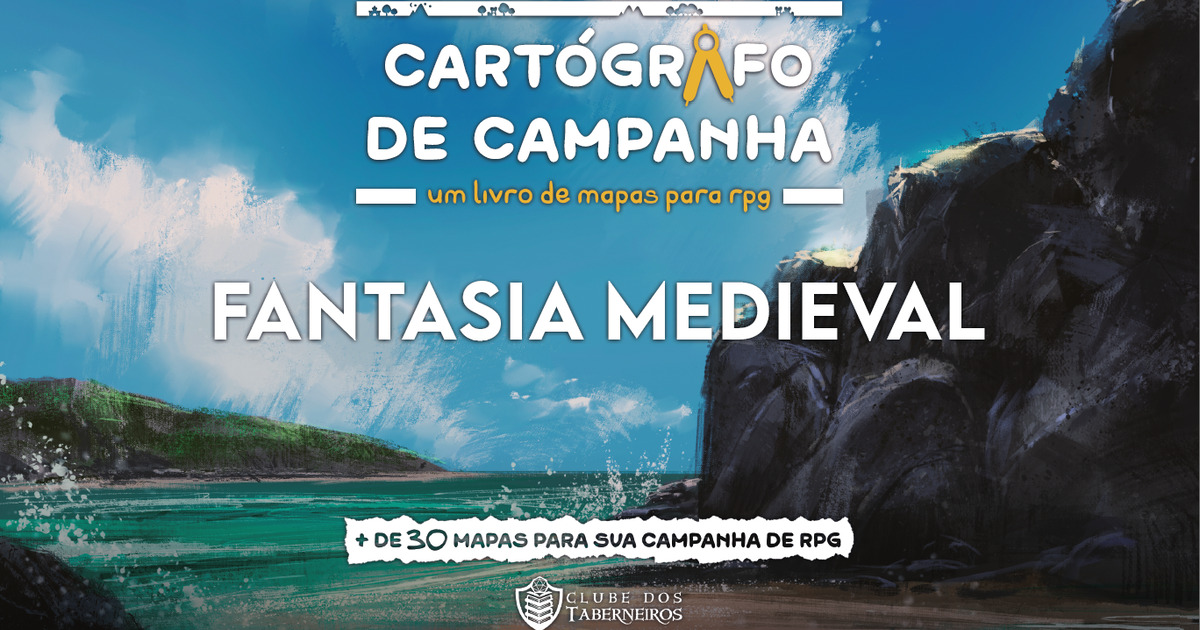 CARTÓGRAFO
DE CAMPANHA
um livro de mapas para rpg
FANTASIA MEDIEVAL
+ DE 30 MAPAS PARA SUA CAMPANHA DE RPG
CLUBE DOS
TABERNEIROS